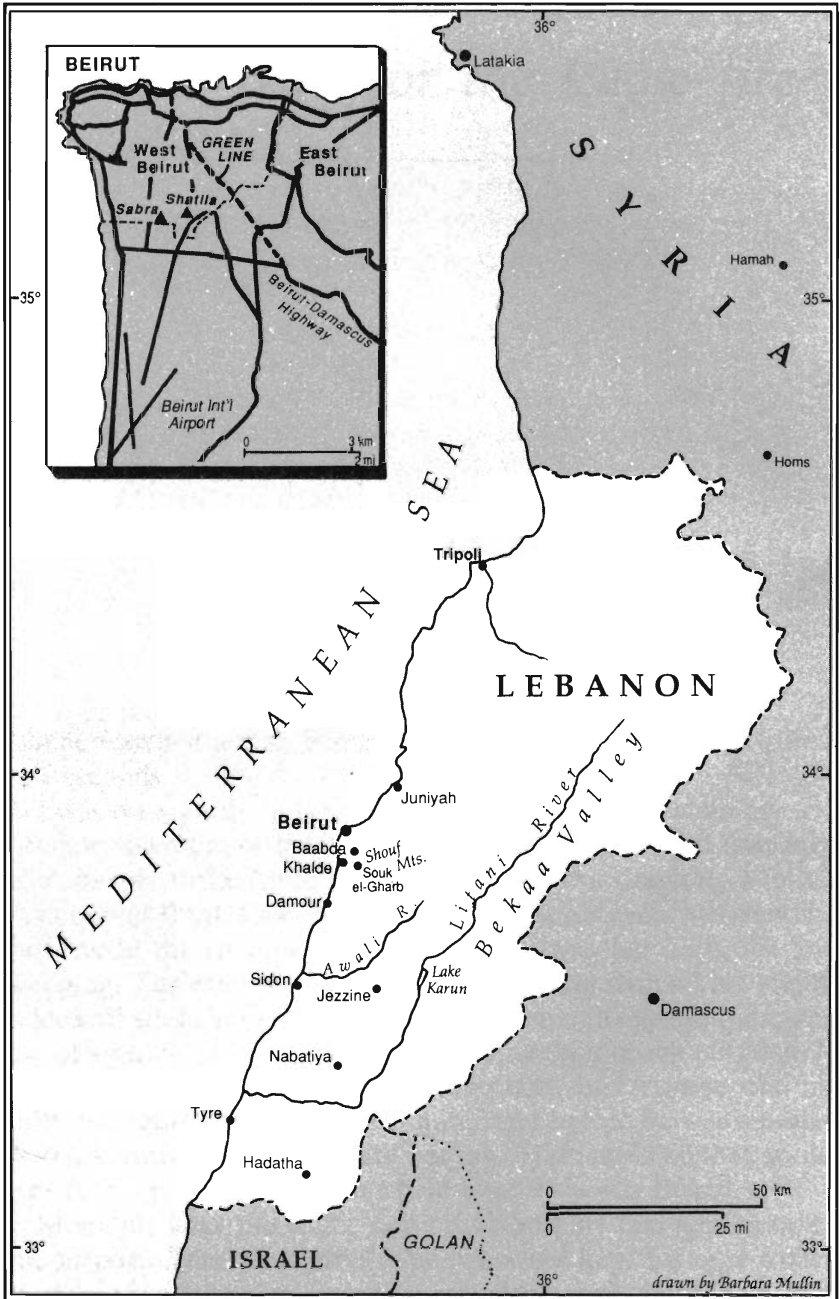 36°
Latakia
BEIRUT
West
Beirut
GREEN
LINE
East
Beirut
Sabra
Shatila
Beirut-Damascus
Highway
Beirut Int'l
Airport
0 3 km
2 mi
SYRIA
Hamah
35°
35°
Homs
MEDITERRANEAN SEA
Tripoli
LEBANON
34°
34°
Juniyah
Beirut
Baabda
Khalde
Shouf
Mts.
Souk
el-Gharb
Damour
Litani River
Bekaa Valley
Awali R.
Sidon
Jezzine
Lake
Karun
Damascus
Nabatiya
Tyre
Hadatha
0 50 km
0 25 mi
33°
33°
ISRAEL
GOLAN
36°
drawn by Barbara Mullin